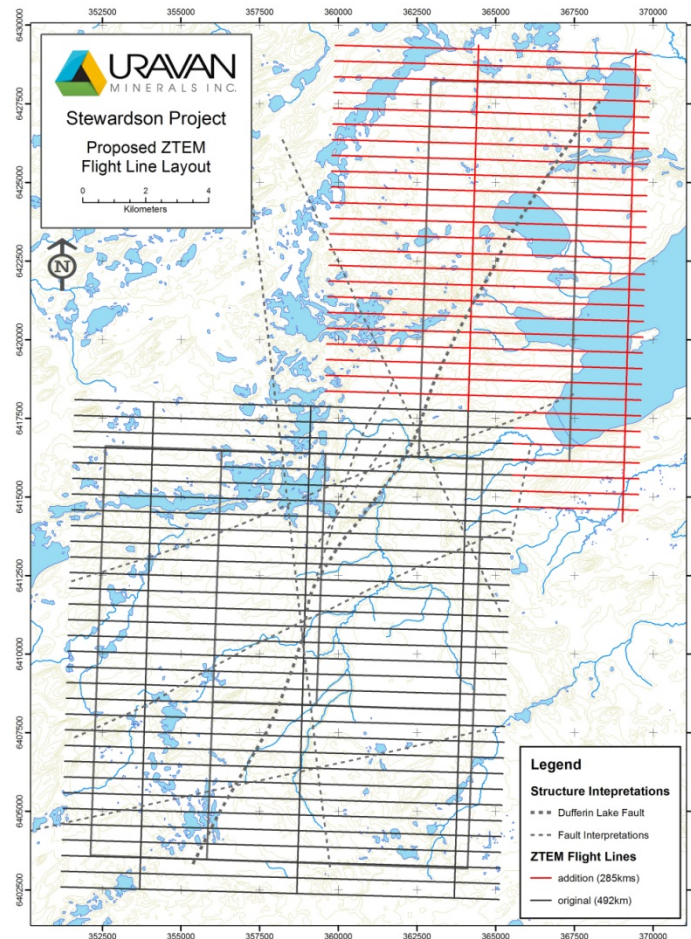 352500 355000 357500 360000 362500 365000 367500 370000
6430000
6427500
6425000
6422500
6420000
6417500
6415000
6412500
6410000
6407500
6405000
6402500
URAVAN
MINERALS INC.
Stewardson Project
Proposed ZTEM
Flight Line Layout
0 2 4
Kilometers
N
Legend
Structure Intepretations
Dufferin Lake Fault
Fault Interpretations
ZTEM Flight Lines
addition (285kms)
original (492km)
352500 355000 357500 360000 362500 365000 367500 370000